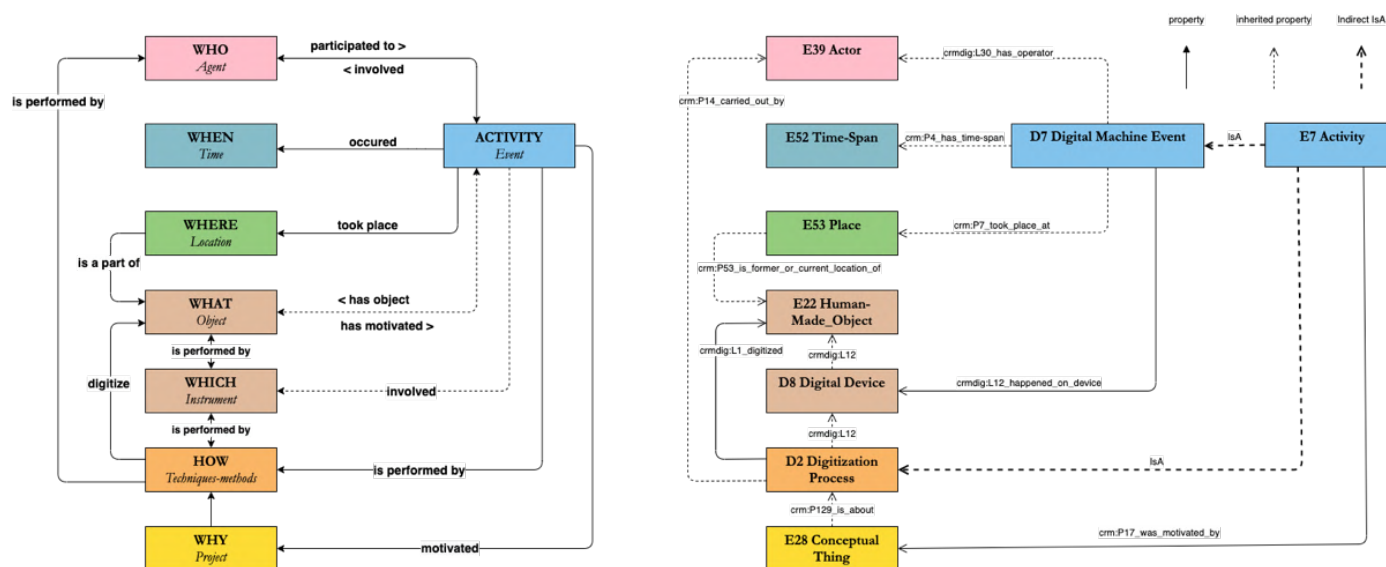 WHO
Agent
participated to >
< involved
is performed by
WHEN
Time
occured
ACTIVITY
Event
WHERE
Location
took place
is a part of
WHAT
Object
< has object
has motivated >
is performed by
digitize
WHICH
Instrument
involved
is performed by
HOW
Techniques-methods
is performed by
WHY
Project
motivated
property
inherited property
Indirect IsA
E39 Actor
crmdig:L30_has_operator
crm:P14_carried_out_by
E52 Time-Span
crm:P4_has_time-span
D7 Digital Machine Event
IsA
E7 Activity
E53 Place
crm:P7_took_place_at
crm:P53_is_former_or_current_location_of
E22 Human-
Made_Object
crmdig:L1_digitized
crmdig:L12
D8 Digital Device
crmdig:L12_happened_on_device
crmdig:L12
D2 Digitization
Process
IsA
crm:P129_is_about
E28 Conceptual
Thing
crm:P17_was_motivated_by